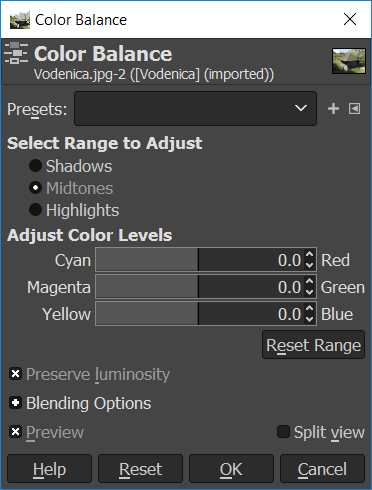 Color Balance
Color Balance
Vodenica.jpg-2 ([Vodenica] (imported))
Presets:
Select Range to Adjust
Shadows
Midtones
Highlights
Adjust Color Levels
Cyan 0.0 Red
Magenta 0.0 Green
Yellow 0.0 Blue
Reset Range
Preserve luminosity
Blending Options
Preview Split view
Help Reset OK Cancel